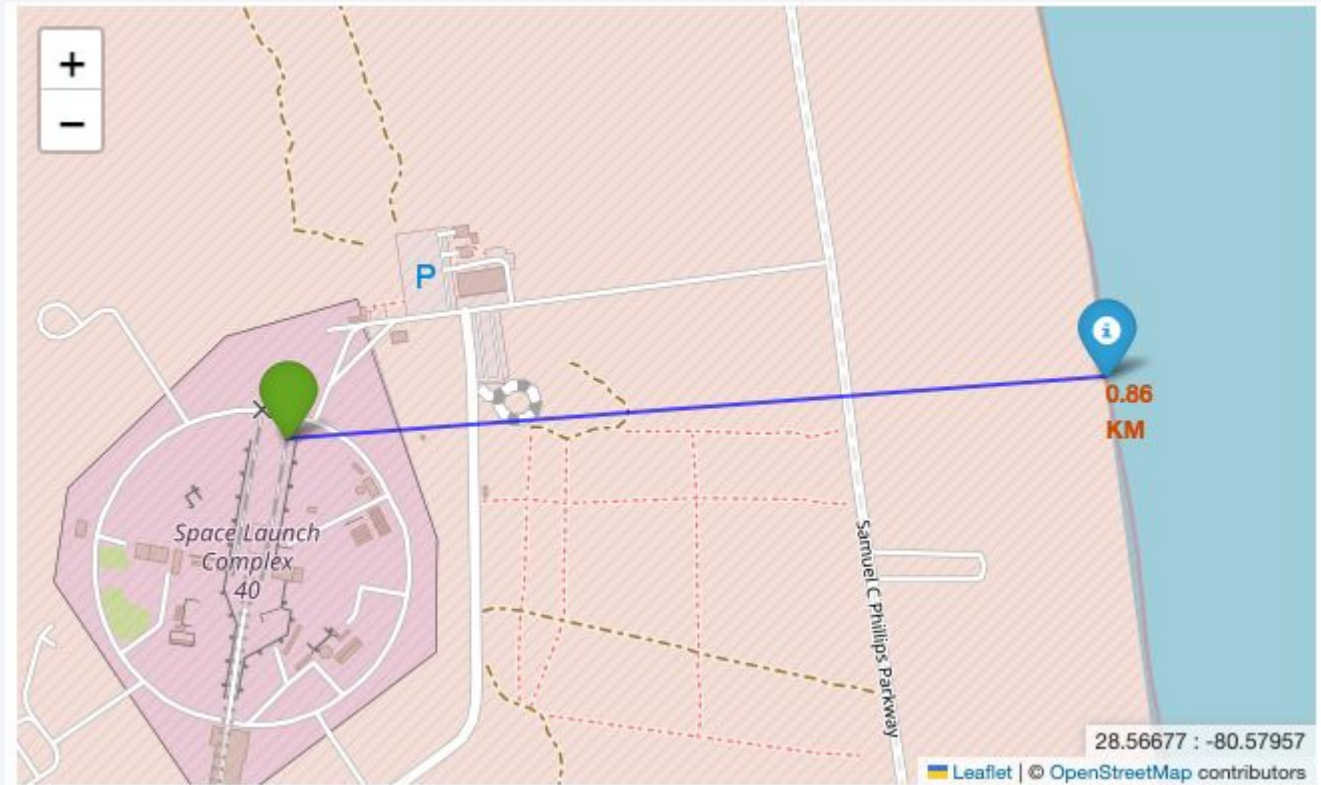 +
−
P
0.86
KM
Space Launch
Complex
40
Samuel C Phillips Parkway
28.56677 : -80.57957
Leaflet | © OpenStreetMap contributors